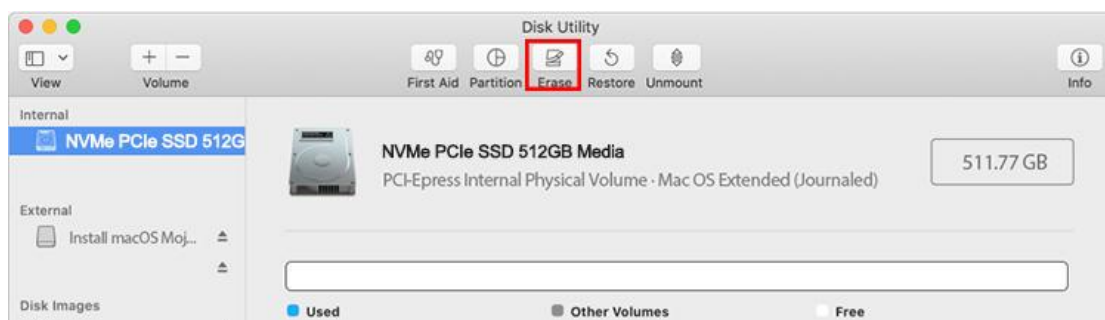 Disk Utility
View
Volume
First Aid Partition Erase Restore Unmount
Info
Internal
NVMe PCIe SSD 512G
NVMe PCIe SSD 512GB Media
PCI-Epress Internal Physical Volume · Mac OS Extended (Journaled)
511.77 GB
External
Install macOS Moj...
Disk Images
Used
Other Volumes
Free